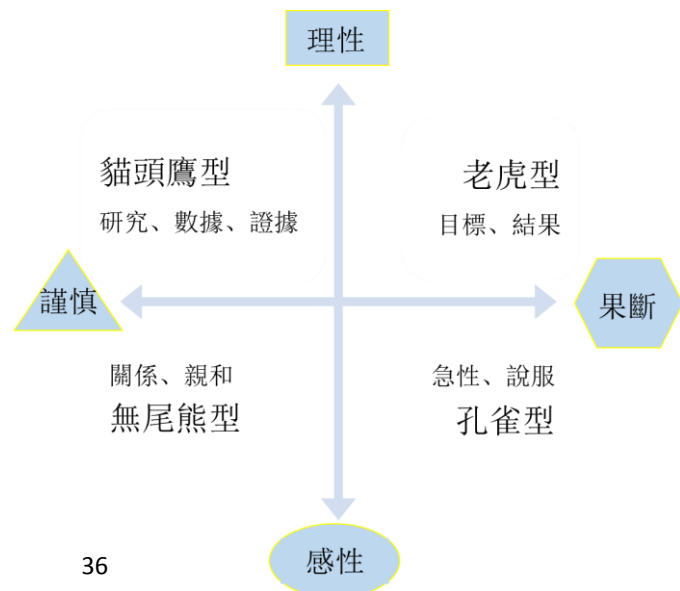 理性
貓頭鷹型
老虎型
研究、數據、證據
目標、結果
謹慎
果斷
關係、親和
急性、說服
無尾熊型
孔雀型
感性
36